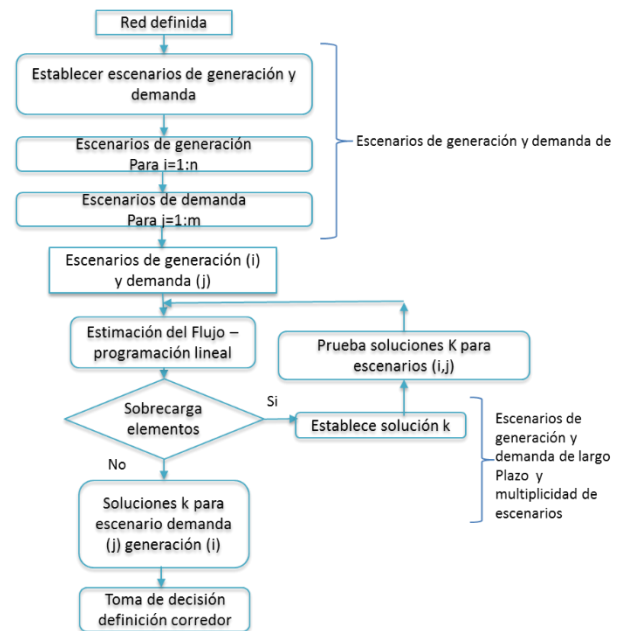 Red definida
Establecer escenarios de generación y
demanda
Escenarios de generación
Para i=1:n
Escenarios de demanda
Para j=1:m
Escenarios de generación y demanda de
Escenarios de generación (i)
y demanda (j)
Estimación del Flujo –
programación lineal
Prueba soluciones K para
escenarios (i,j)
Sobrecarga
elementos
Si
Establece solución k
Escenarios de
generación y
demanda de largo
Plazo y
multiplicidad de
escenarios
No
Soluciones k para
escenario demanda
(j) generación (i)
Toma de decisión
definición corredor